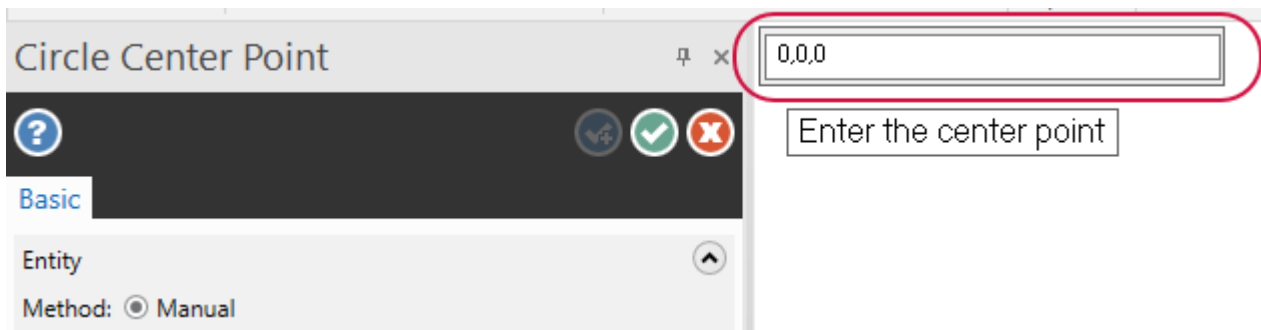 Circle Center Point
0,0,0
Enter the center point
Basic
Entity
Method: Manual